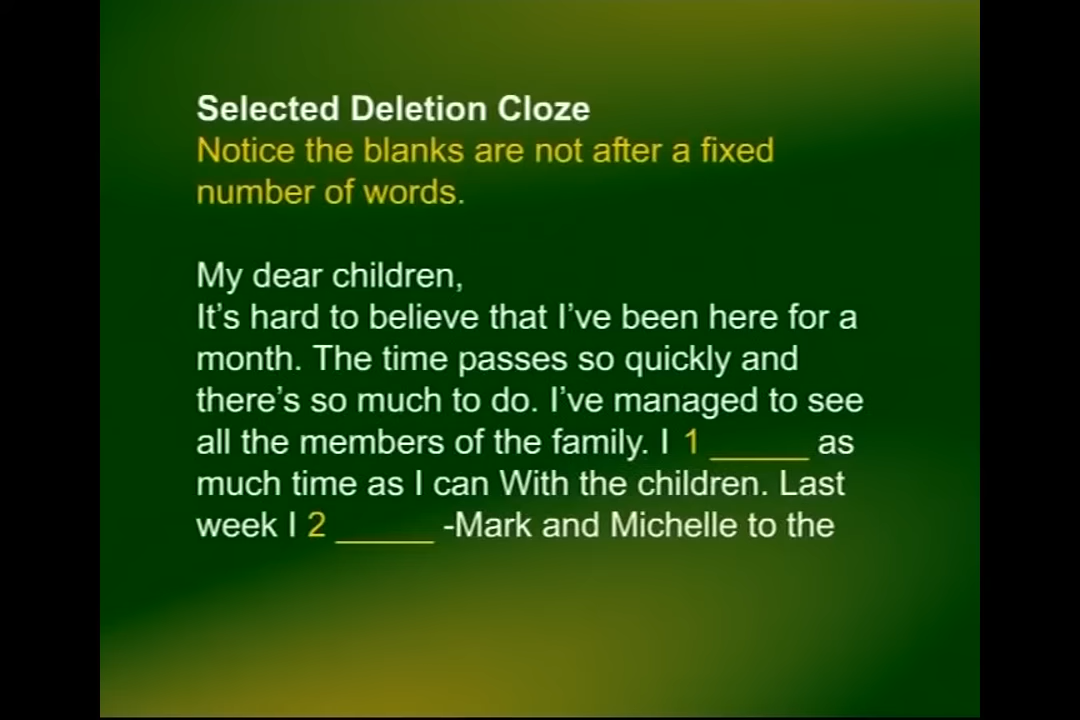 Selected Deletion Cloze
Notice the blanks are not after a fixed
number of words.
My dear children,
It's hard to believe that I've been here for a
month. The time passes so quickly and
there's so much to do. I've managed to see
all the members of the family. I 1 _____ as
much time as I can With the children. Last
week I 2 _____ -Mark and Michelle to the